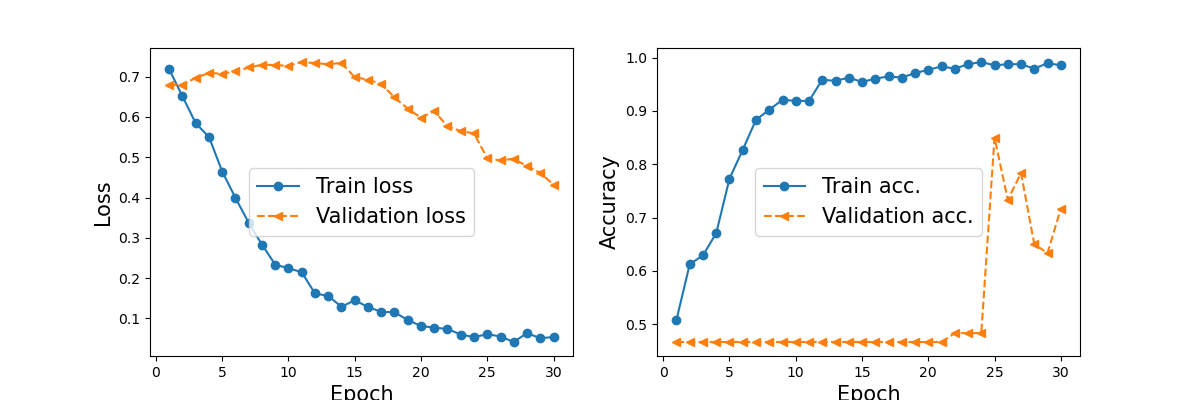 0.7
0.6
0.5
0.4
0.3
0.2
0.1
Loss
0 5 10 15 20 25 30
Epoch
Train loss
Validation loss
1.0
0.9
0.8
0.7
0.6
0.5
Accuracy
0 5 10 15 20 25 30
Epoch
Train acc.
Validation acc.